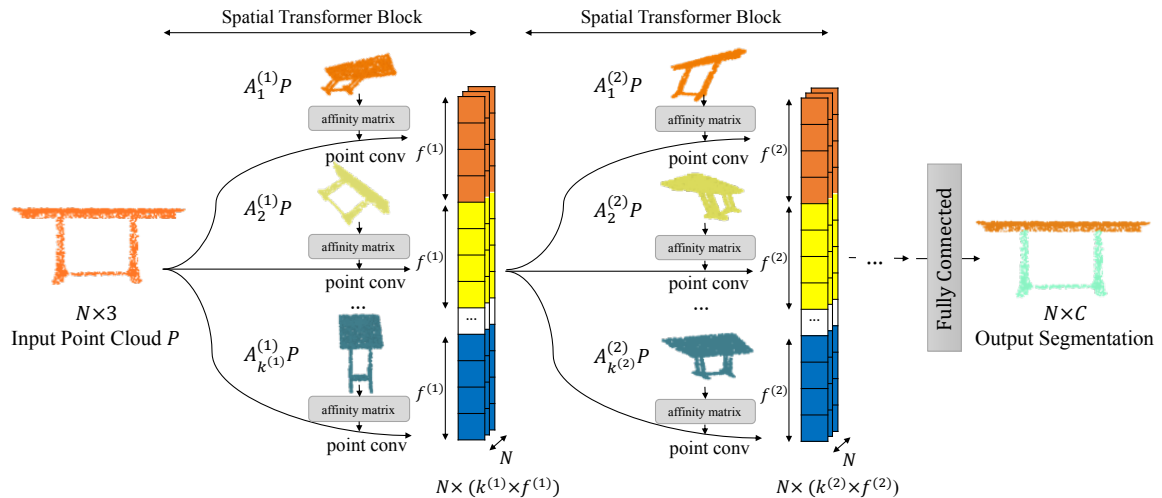 Spatial Transformer Block
Spatial Transformer Block
A_1^{(1)}P
affinity matrix
point conv
f^{(1)}
A_2^{(1)}P
affinity matrix
point conv
f^{(1)}
...
...
A_{k^{(1)}}^{(1)}P
affinity matrix
point conv
f^{(1)}
N
N×(k^{(1)}×f^{(1)})
A_1^{(2)}P
affinity matrix
point conv
f^{(2)}
A_2^{(2)}P
affinity matrix
point conv
f^{(2)}
...
...
A_{k^{(2)}}^{(2)}P
affinity matrix
point conv
f^{(2)}
N
N×(k^{(2)}×f^{(2)})
N×3
Input Point Cloud P
...
Fully Connected
N×C
Output Segmentation